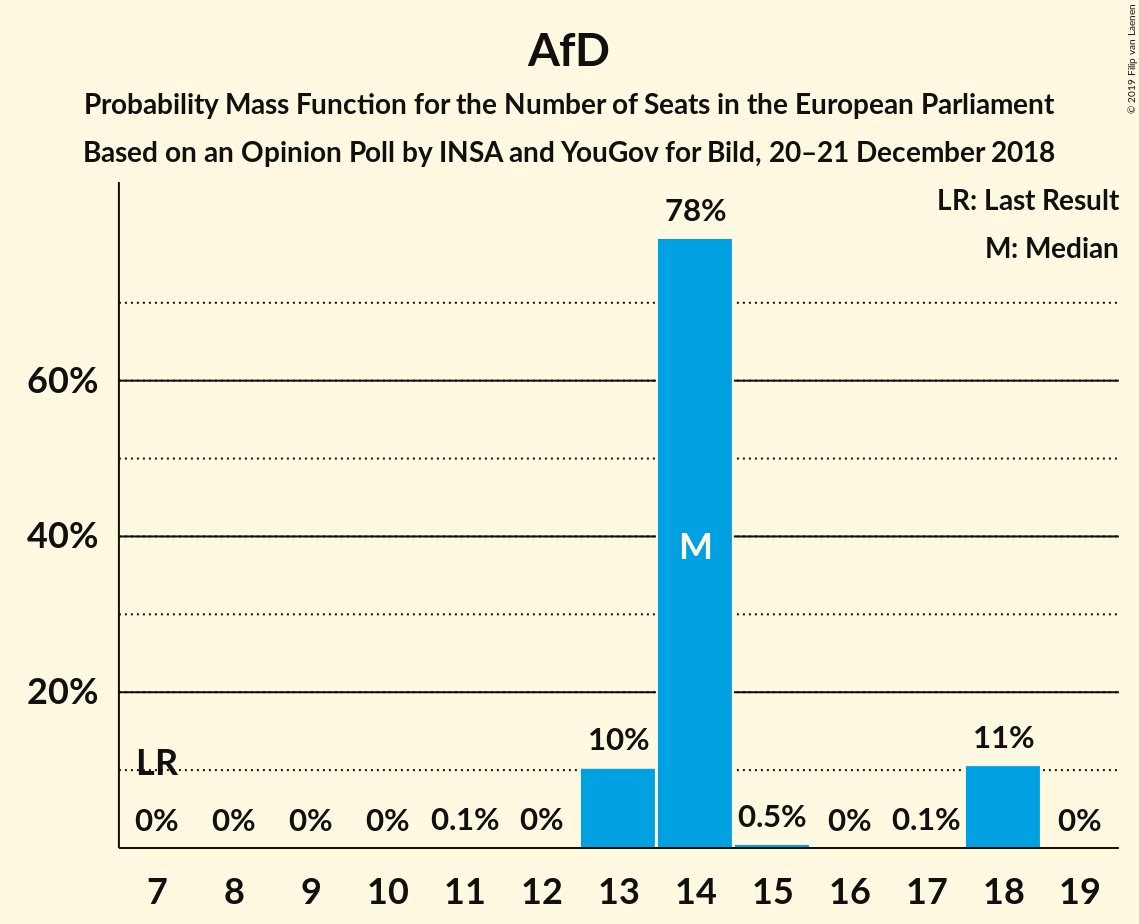 AfD
Probability Mass Function for the Number of Seats in the European Parliament
Based on an Opinion Poll by INSA and YouGov for Bild, 20–21 December 2018
© 2019 Filip van Laenen
LR: Last Result
M: Median
78%
60%
40%
M
20%
LR
10%
11%
0%
0%
0%
0%
0.1%
0%
0.5%
0%
0.1%
0%
7 8 9 10 11 12 13 14 15 16 17 18 19